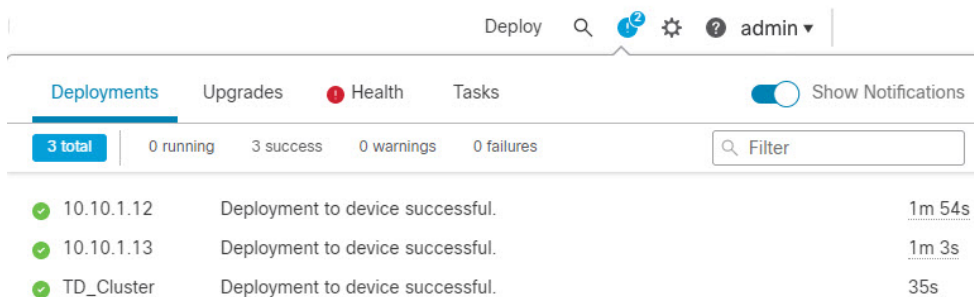 Deploy 2 ? admin
Deployments Upgrades ! Health Tasks Show Notifications
3 total 0 running 3 success 0 warnings 0 failures Filter
10.10.1.12 Deployment to device successful. 1m 54s
10.10.1.13 Deployment to device successful. 1m 3s
TD_Cluster Deployment to device successful. 35s